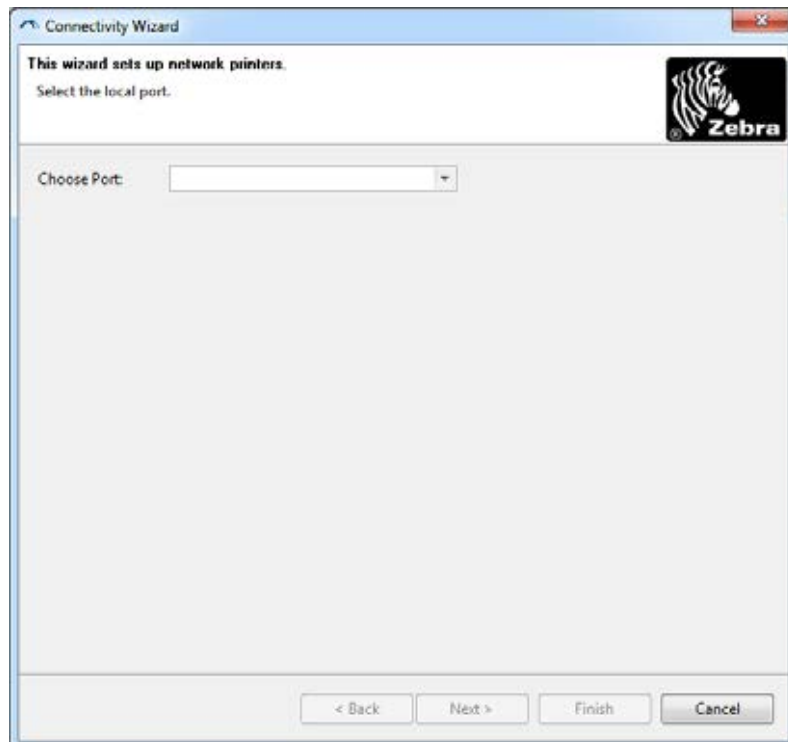 Connectivity Wizard
This wizard sets up network printers.
Select the local port.
® Zebra
Choose Port:
< Back Next > Finish Cancel